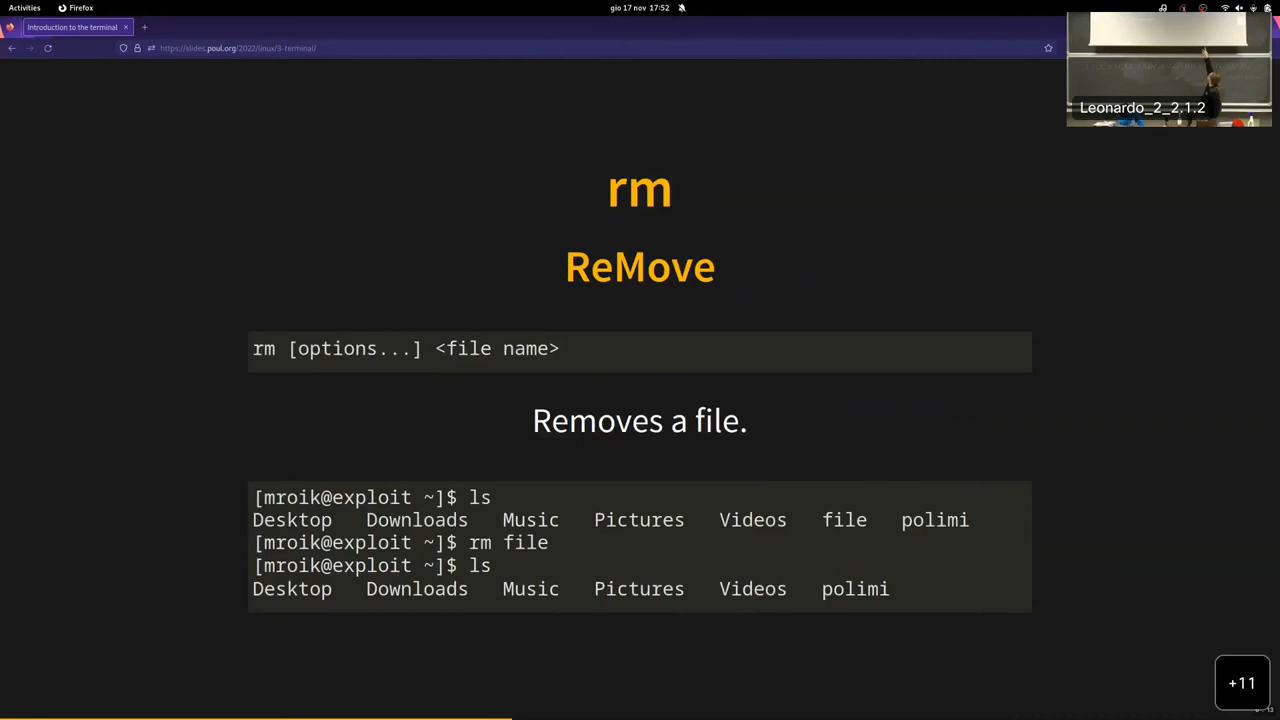 Activities Firefox gio 17 nov 17:52
Introduction to the terminal
https://slides.poul.org/2022/linux/3-terminal/
Leonardo_2_2.1.2
rm
ReMove
rm [options...] <file name>
Removes a file.
[mroik@exploit ~]$ ls
Desktop Downloads Music Pictures Videos file polimi
[mroik@exploit ~]$ rm file
[mroik@exploit ~]$ ls
Desktop Downloads Music Pictures Videos polimi
+11